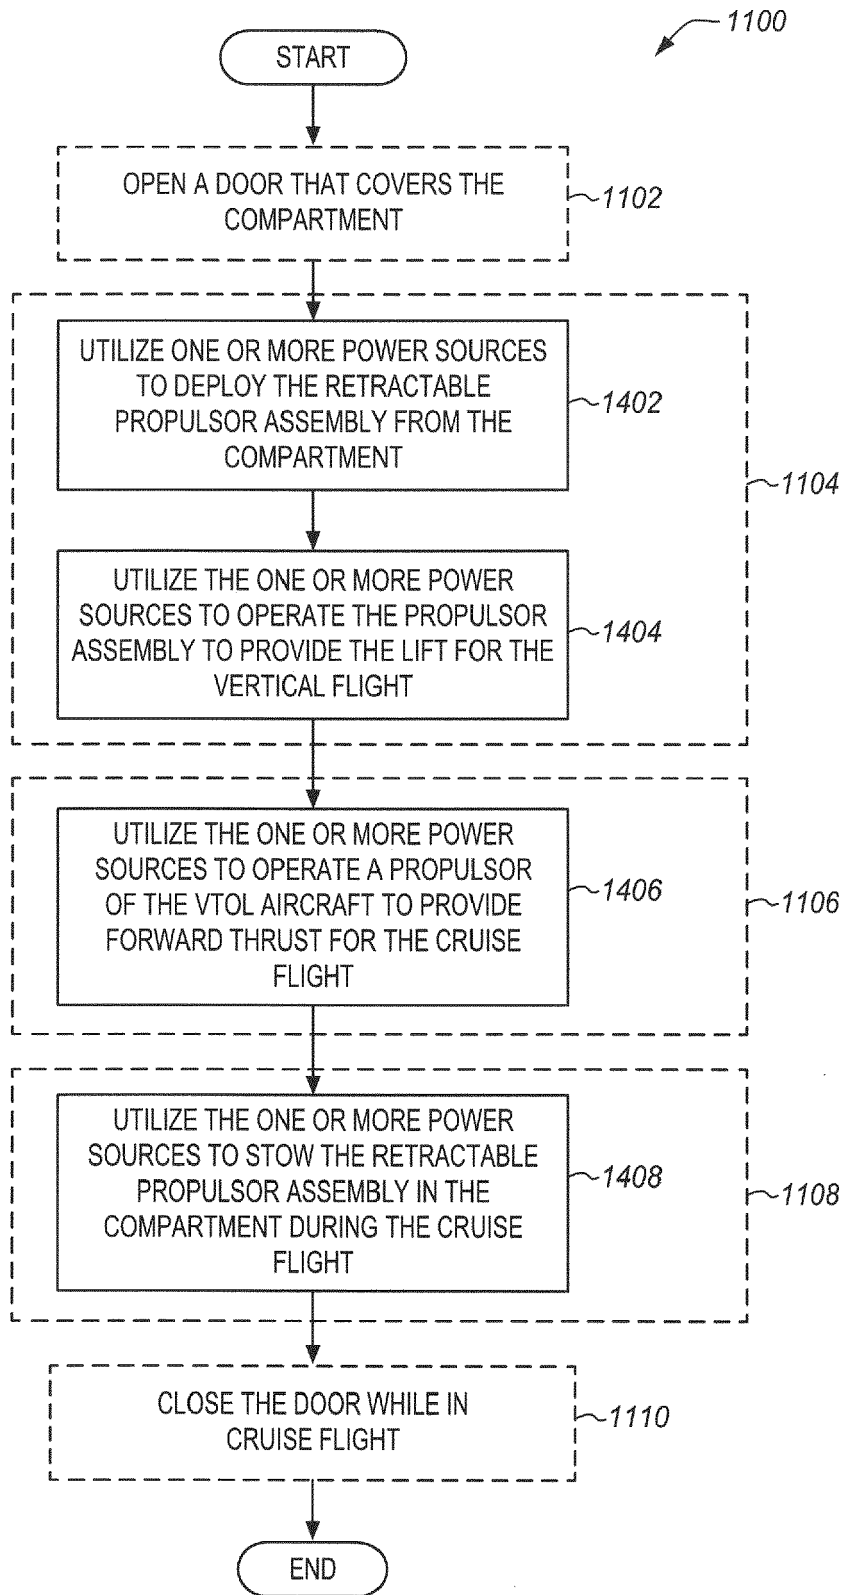 1100
START
OPEN A DOOR THAT COVERS THE
COMPARTMENT
1102
UTILIZE ONE OR MORE POWER SOURCES
TO DEPLOY THE RETRACTABLE
PROPULSOR ASSEMBLY FROM THE
COMPARTMENT
1402
1104
UTILIZE THE ONE OR MORE POWER
SOURCES TO OPERATE THE PROPULSOR
ASSEMBLY TO PROVIDE THE LIFT FOR THE
VERTICAL FLIGHT
1404
UTILIZE THE ONE OR MORE POWER
SOURCES TO OPERATE A PROPULSOR
OF THE VTOL AIRCRAFT TO PROVIDE
FORWARD THRUST FOR THE CRUISE
FLIGHT
1406
1106
UTILIZE THE ONE OR MORE POWER
SOURCES TO STOW THE RETRACTABLE
PROPULSOR ASSEMBLY IN THE
COMPARTMENT DURING THE CRUISE
FLIGHT
1408
1108
CLOSE THE DOOR WHILE IN
CRUISE FLIGHT
1110
END